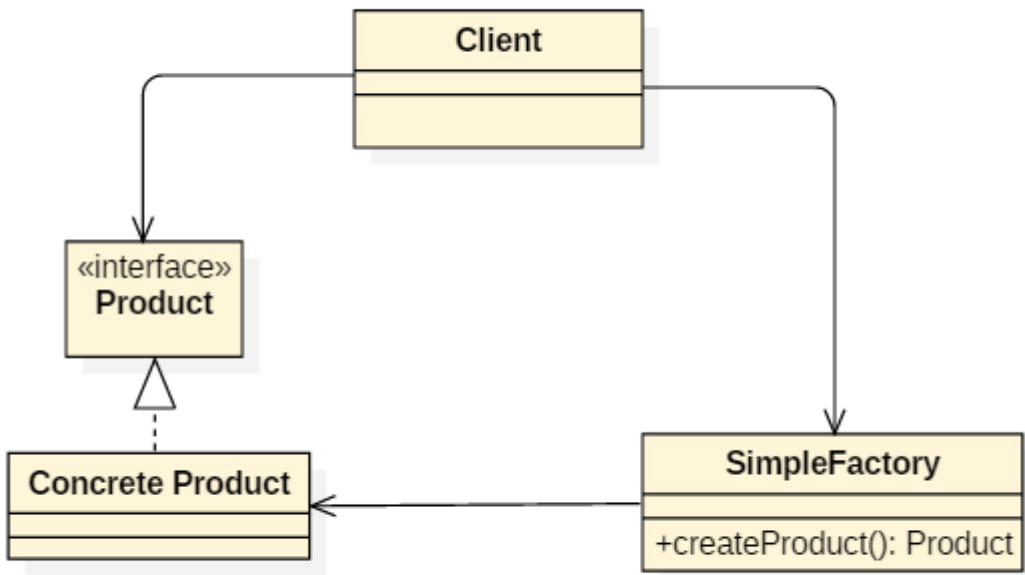 Client
«interface»
Product
Concrete Product
SimpleFactory
+createProduct(): Product